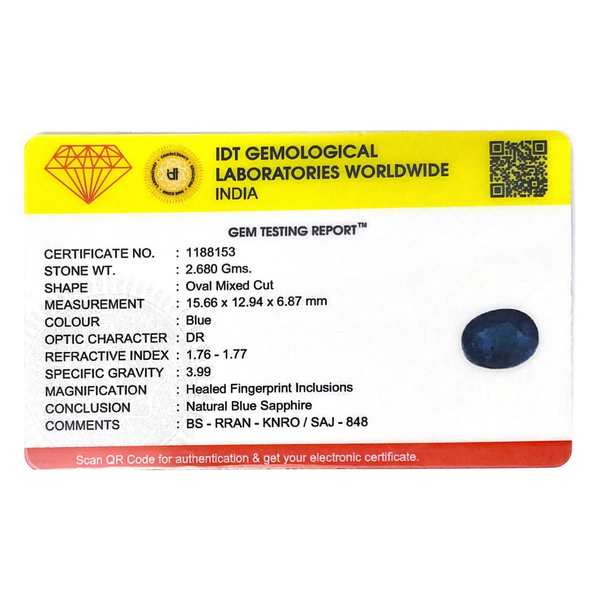 IDT GEMOLOGICAL
LABORATORIES WORLDWIDE
INDIA
GEM TESTING REPORT™
CERTIFICATE NO. : 1188153
STONE WT. : 2.680 Gms.
SHAPE : Oval Mixed Cut
MEASUREMENT : 15.66 x 12.94 x 6.87 mm
COLOUR : Blue
OPTIC CHARACTER : DR
REFRACTIVE INDEX : 1.76 - 1.77
SPECIFIC GRAVITY : 3.99
MAGNIFICATION : Healed Fingerprint Inclusions
CONCLUSION : Natural Blue Sapphire
COMMENTS : BS - RRAN - KNRO / SAJ - 848
Scan QR Code for authentication & get your electronic certificate.